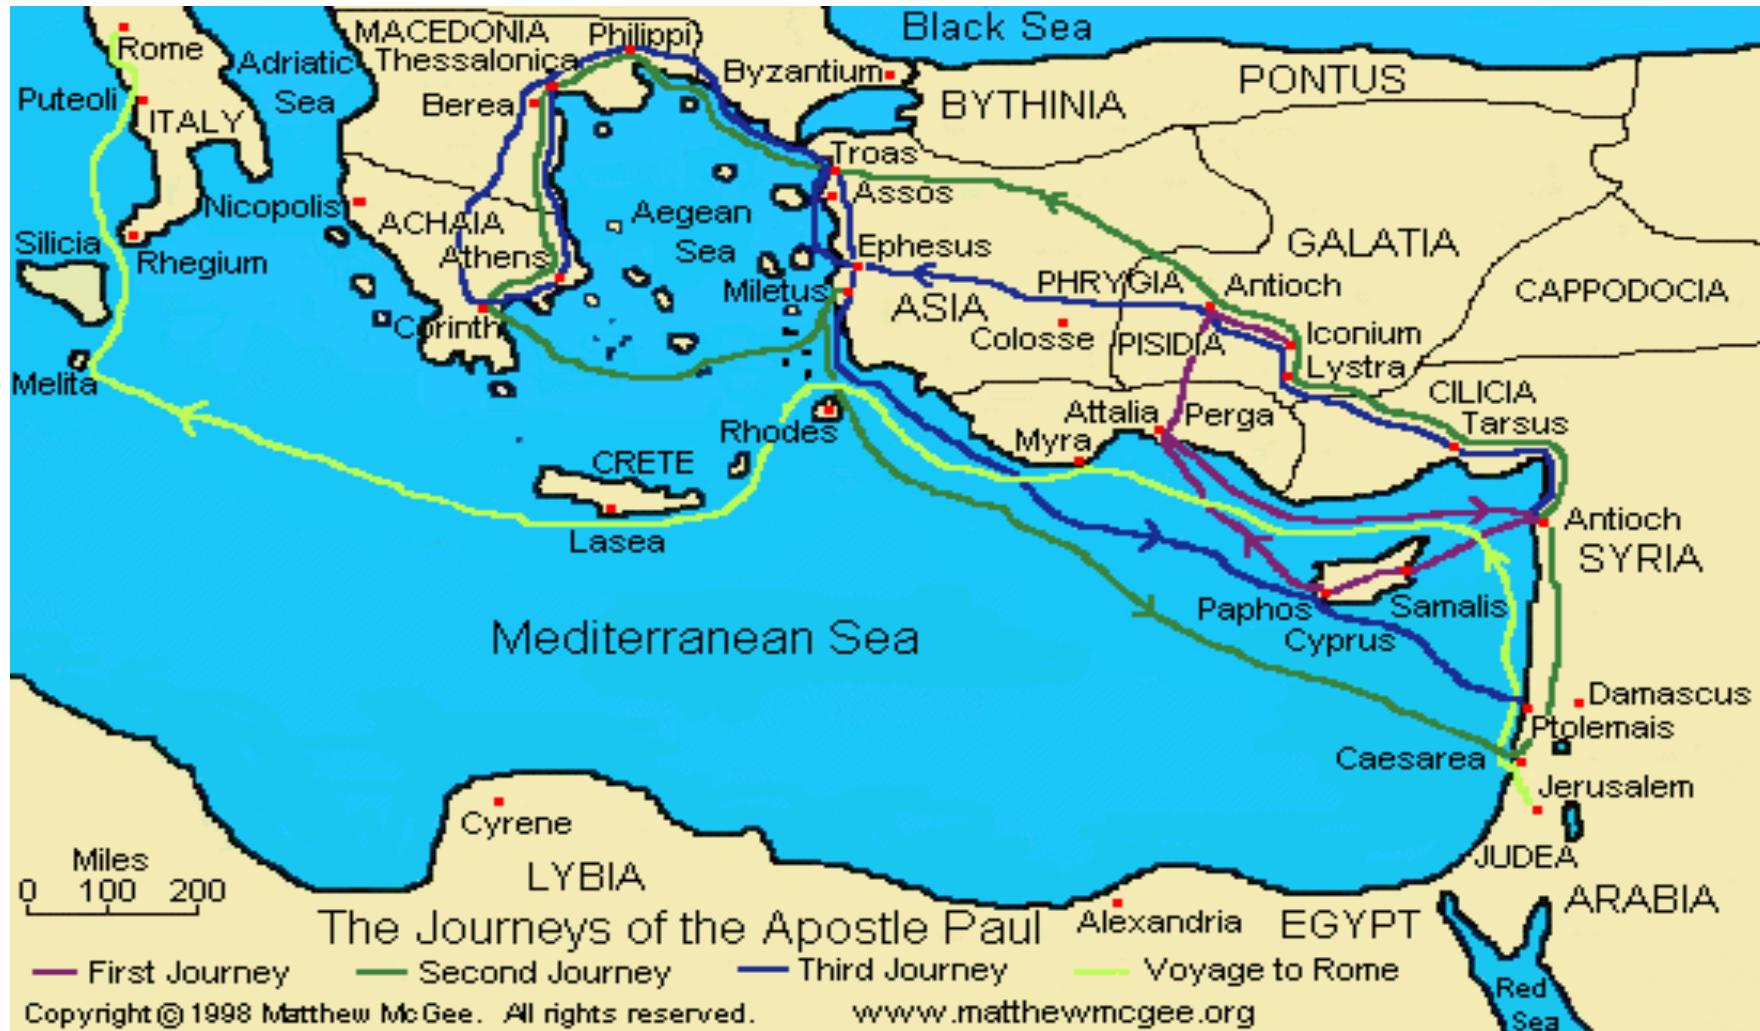 Black Sea
MACEDONIA
Philippi
Rome
Adriatic
Sea
Thessalonica
Byzantium
PONTUS
Puteoli
Berea
BYTHINIA
ITALY
Troas
Assos
Nicopolis
ACHAIA
Aegean
Sea
Silicia
Rhegium
Athens
Ephesus
GALATIA
Miletus
PHRYGIA
Antioch
CAPPODOCIA
ASIA
Corinth
Colosse
PISIDIA
Iconium
Lystra
Melita
CILICIA
Attalia
Perga
Tarsus
Rhodes
Myra
CRETE
Lasea
Antioch
SYRIA
Paphos
Samalis
Mediterranean Sea
Cyprus
Damascus
Ptolemais
Caesarea
Jerusalem
Cyrene
Miles
JUDEA
0 100 200
LYBIA
ARABIA
The Journeys of the Apostle Paul
Alexandria
EGYPT
First Journey
Second Journey
Third Journey
Voyage to Rome
Red
Sea
Copyright © 1998 Matthew McGee. All rights reserved.
www.matthewmcgee.org